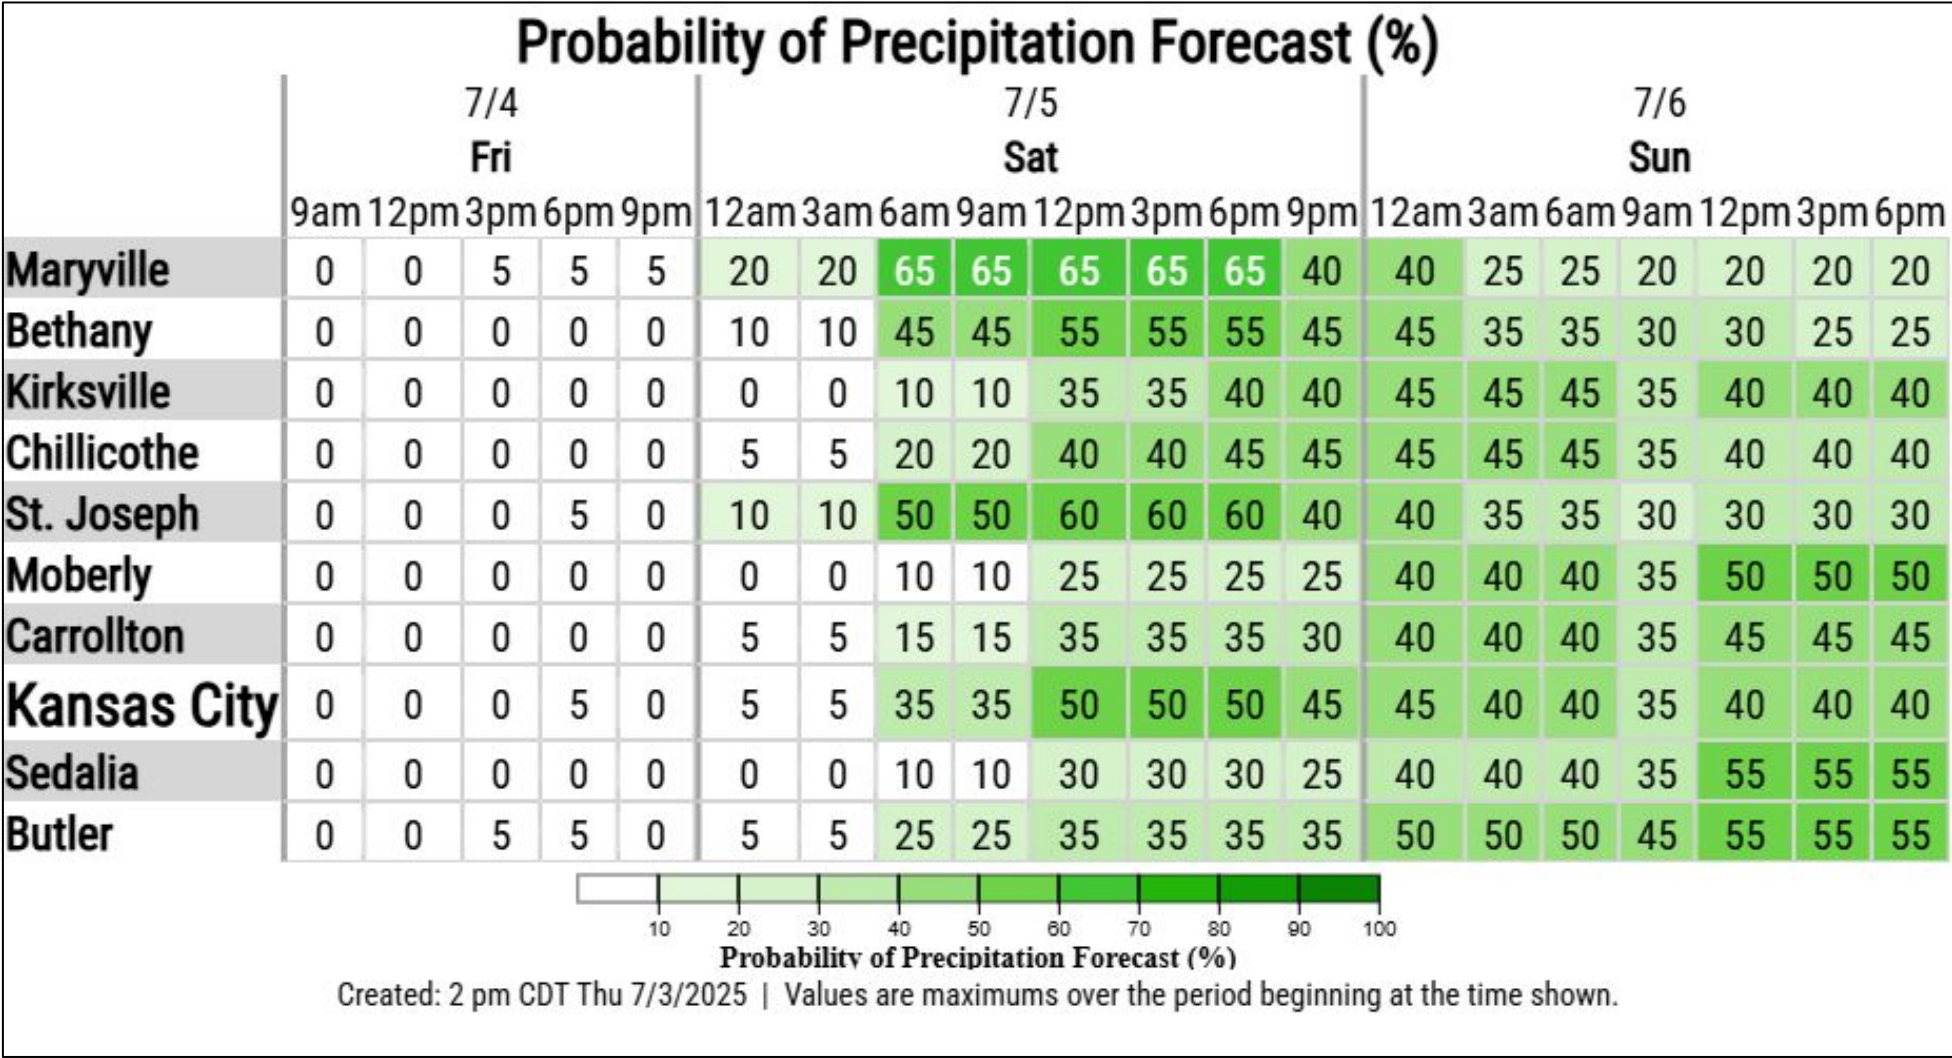 Probability of Precipitation Forecast (%)
7/4 7/5 7/6
Fri Sat Sun
9am 12pm 3pm 6pm 9pm 12am 3am 6am 9am 12pm 3pm 6pm 9pm 12am 3am 6am 9am 12pm 3pm 6pm
Maryville 0 0 5 5 5 20 20 65 65 65 65 65 40 40 25 25 20 20 20 20
Bethany 0 0 0 0 0 10 10 45 45 55 55 55 45 45 35 35 30 30 25 25
Kirksville 0 0 0 0 0 0 0 10 10 35 35 40 40 45 45 45 35 40 40 40
Chillicothe 0 0 0 0 0 5 5 20 20 40 40 45 45 45 45 45 35 40 40 40
St. Joseph 0 0 0 5 0 10 10 50 50 60 60 60 40 40 35 35 30 30 30 30
Moberly 0 0 0 0 0 0 0 10 10 25 25 25 25 40 40 40 35 50 50 50
Carrollton 0 0 0 0 0 5 5 15 15 35 35 35 30 40 40 40 35 45 45 45
Kansas City 0 0 0 5 0 5 5 35 35 50 50 50 45 45 40 40 35 40 40 40
Sedalia 0 0 0 0 0 0 0 10 10 30 30 30 25 40 40 40 35 55 55 55
Butler 0 0 5 5 0 5 5 25 25 35 35 35 35 50 50 50 45 55 55 55
10 20 30 40 50 60 70 80 90 100
Probability of Precipitation Forecast (%)
Created: 2 pm CDT Thu 7/3/2025 | Values are maximums over the period beginning at the time shown.